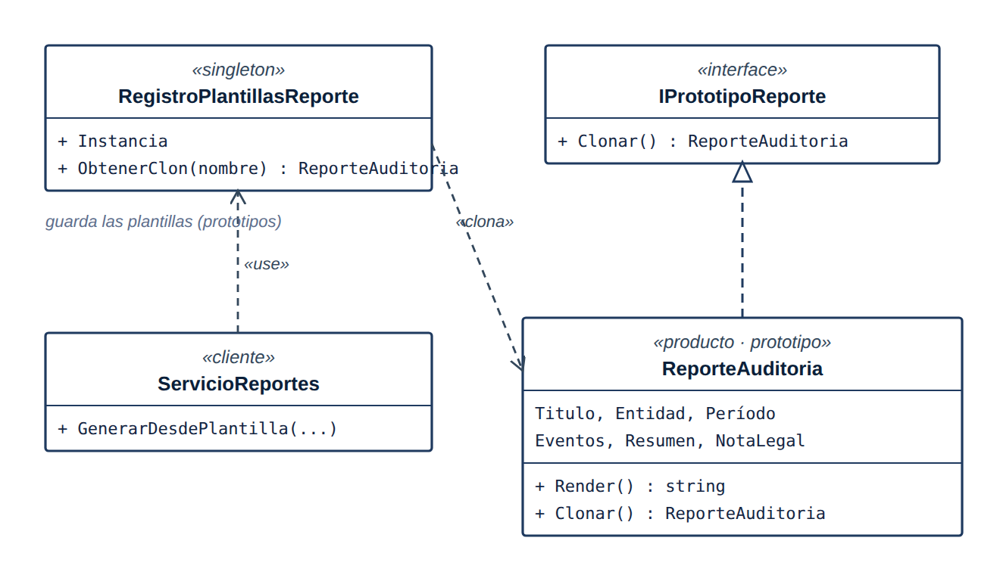 «singleton»
RegistroPlantillasReporte
+ Instancia
+ ObtenerClon(nombre) : ReporteAuditoria
guarda las plantillas (prototipos)
«use»
«clona»
«interface»
IPrototipoReporte
+ Clonar() : ReporteAuditoria
«cliente»
ServicioReportes
+ GenerarDesdePlantilla(...)
«producto · prototipo»
ReporteAuditoria
Titulo, Entidad, Período
Eventos, Resumen, NotaLegal
+ Render() : string
+ Clonar() : ReporteAuditoria